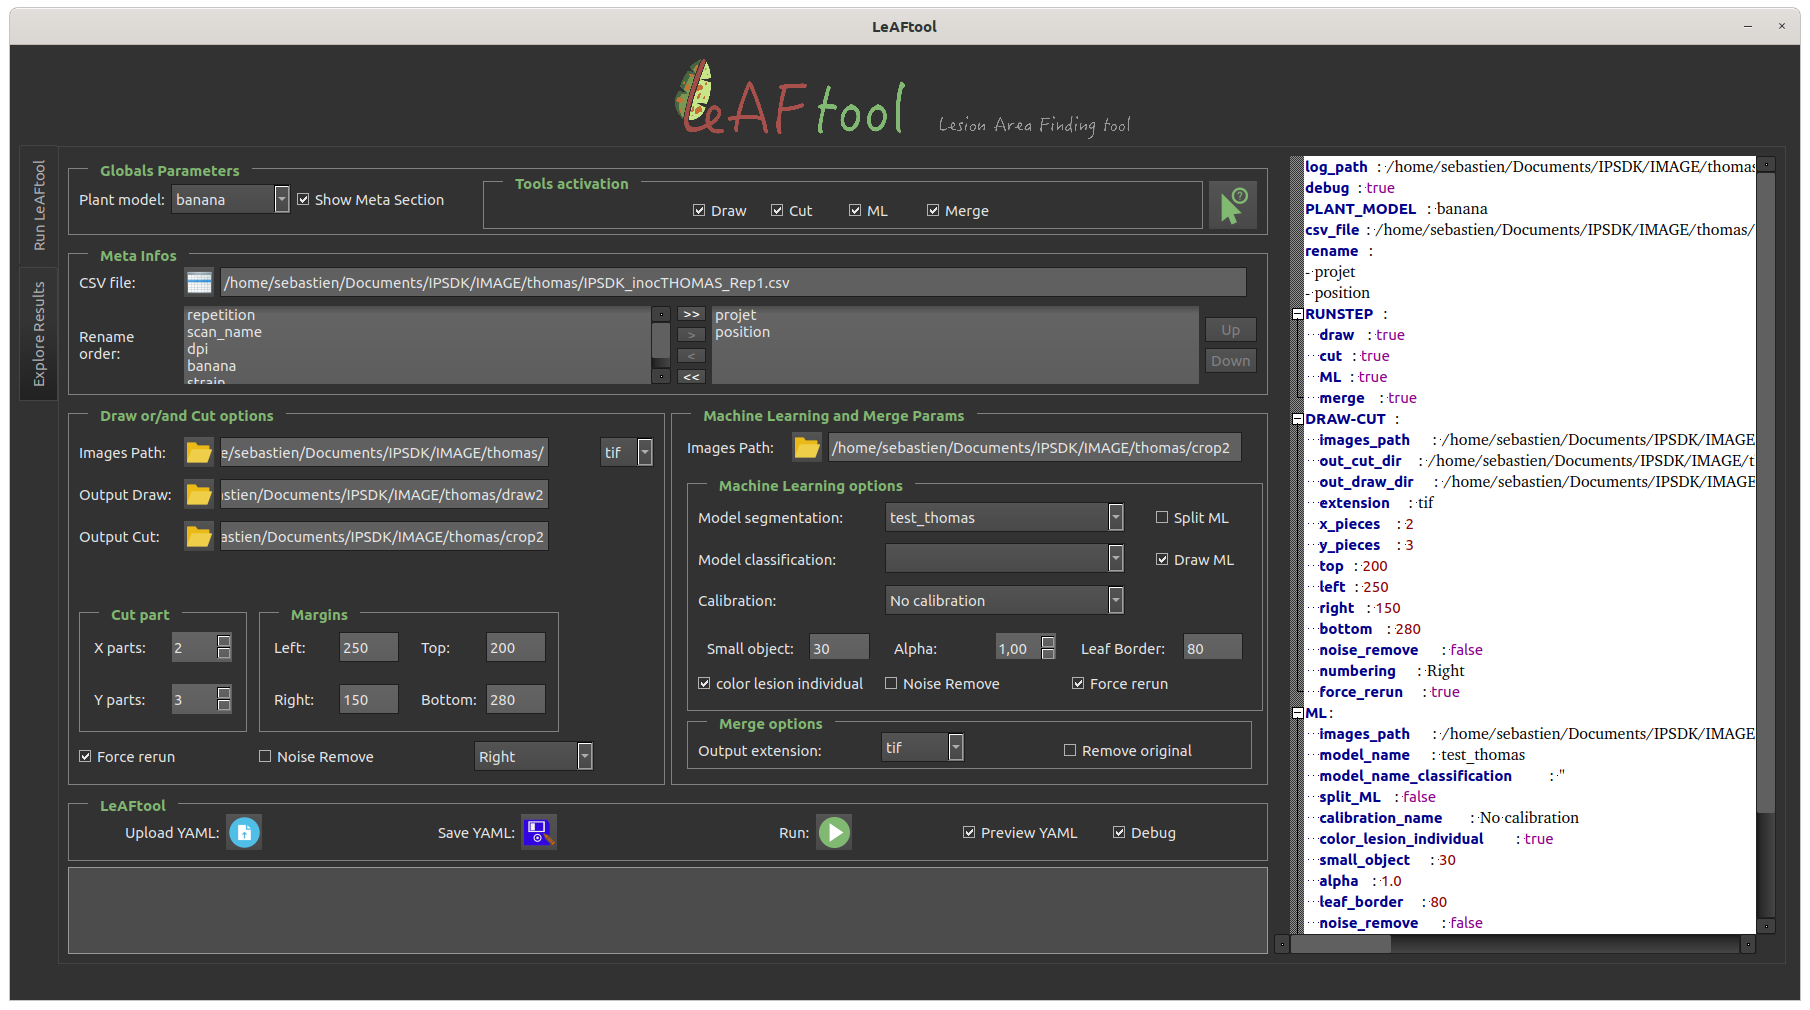 LeAFtool
LeAFtool Lesion Area Finding tool
Run LeAFtool
Explore Results
Globals Parameters
Plant model: banana Show Meta Section
Tools activation
Draw Cut ML Merge
Meta Infos
CSV file: /home/sebastien/Documents/IPSDK/IMAGE/thomas/IPSDK_inocTHOMAS_Rep1.csv
Rename order:
repetition
scan_name
dpi
banana
strain
>>
>
<
<<
projet
position
Up
Down
Draw or/and Cut options
Images Path: e/sebastien/Documents/IPSDK/IMAGE/thomas/ tif
Output Draw: astien/Documents/IPSDK/IMAGE/thomas/draw2
Output Cut: astien/Documents/IPSDK/IMAGE/thomas/crop2
Cut part
X parts: 2
Y parts: 3
Margins
Left: 250 Top: 200
Right: 150 Bottom: 280
Force rerun Noise Remove Right
Machine Learning and Merge Params
Images Path: /home/sebastien/Documents/IPSDK/IMAGE/thomas/crop2
Machine Learning options
Model segmentation: test_thomas Split ML
Model classification: Draw ML
Calibration: No calibration
Small object: 30 Alpha: 1,00 Leaf Border: 80
color lesion individual Noise Remove Force rerun
Merge options
Output extension: tif Remove original
LeAFtool
Upload YAML: Save YAML: Run: Preview YAML Debug
log_path : /home/sebastien/Documents/IPSDK/IMAGE/thomas
debug : true
PLANT_MODEL : banana
csv_file : /home/sebastien/Documents/IPSDK/IMAGE/thomas/
rename :
- projet
- position
RUNSTEP :
draw : true
cut : true
ML : true
merge : true
DRAW-CUT :
images_path : /home/sebastien/Documents/IPSDK/IMAGE
out_cut_dir : /home/sebastien/Documents/IPSDK/IMAGE/t
out_draw_dir : /home/sebastien/Documents/IPSDK/IMAGE
extension : tif
x_pieces : 2
y_pieces : 3
top : 200
left : 250
right : 150
bottom : 280
noise_remove : false
numbering : Right
force_rerun : true
ML:
images_path : /home/sebastien/Documents/IPSDK/IMAGE
model_name : test_thomas
model_name_classification : ''
split_ML : false
calibration_name : No calibration
color_lesion_individual : true
small_object : 30
alpha : 1.0
leaf_border : 80
noise_remove : false